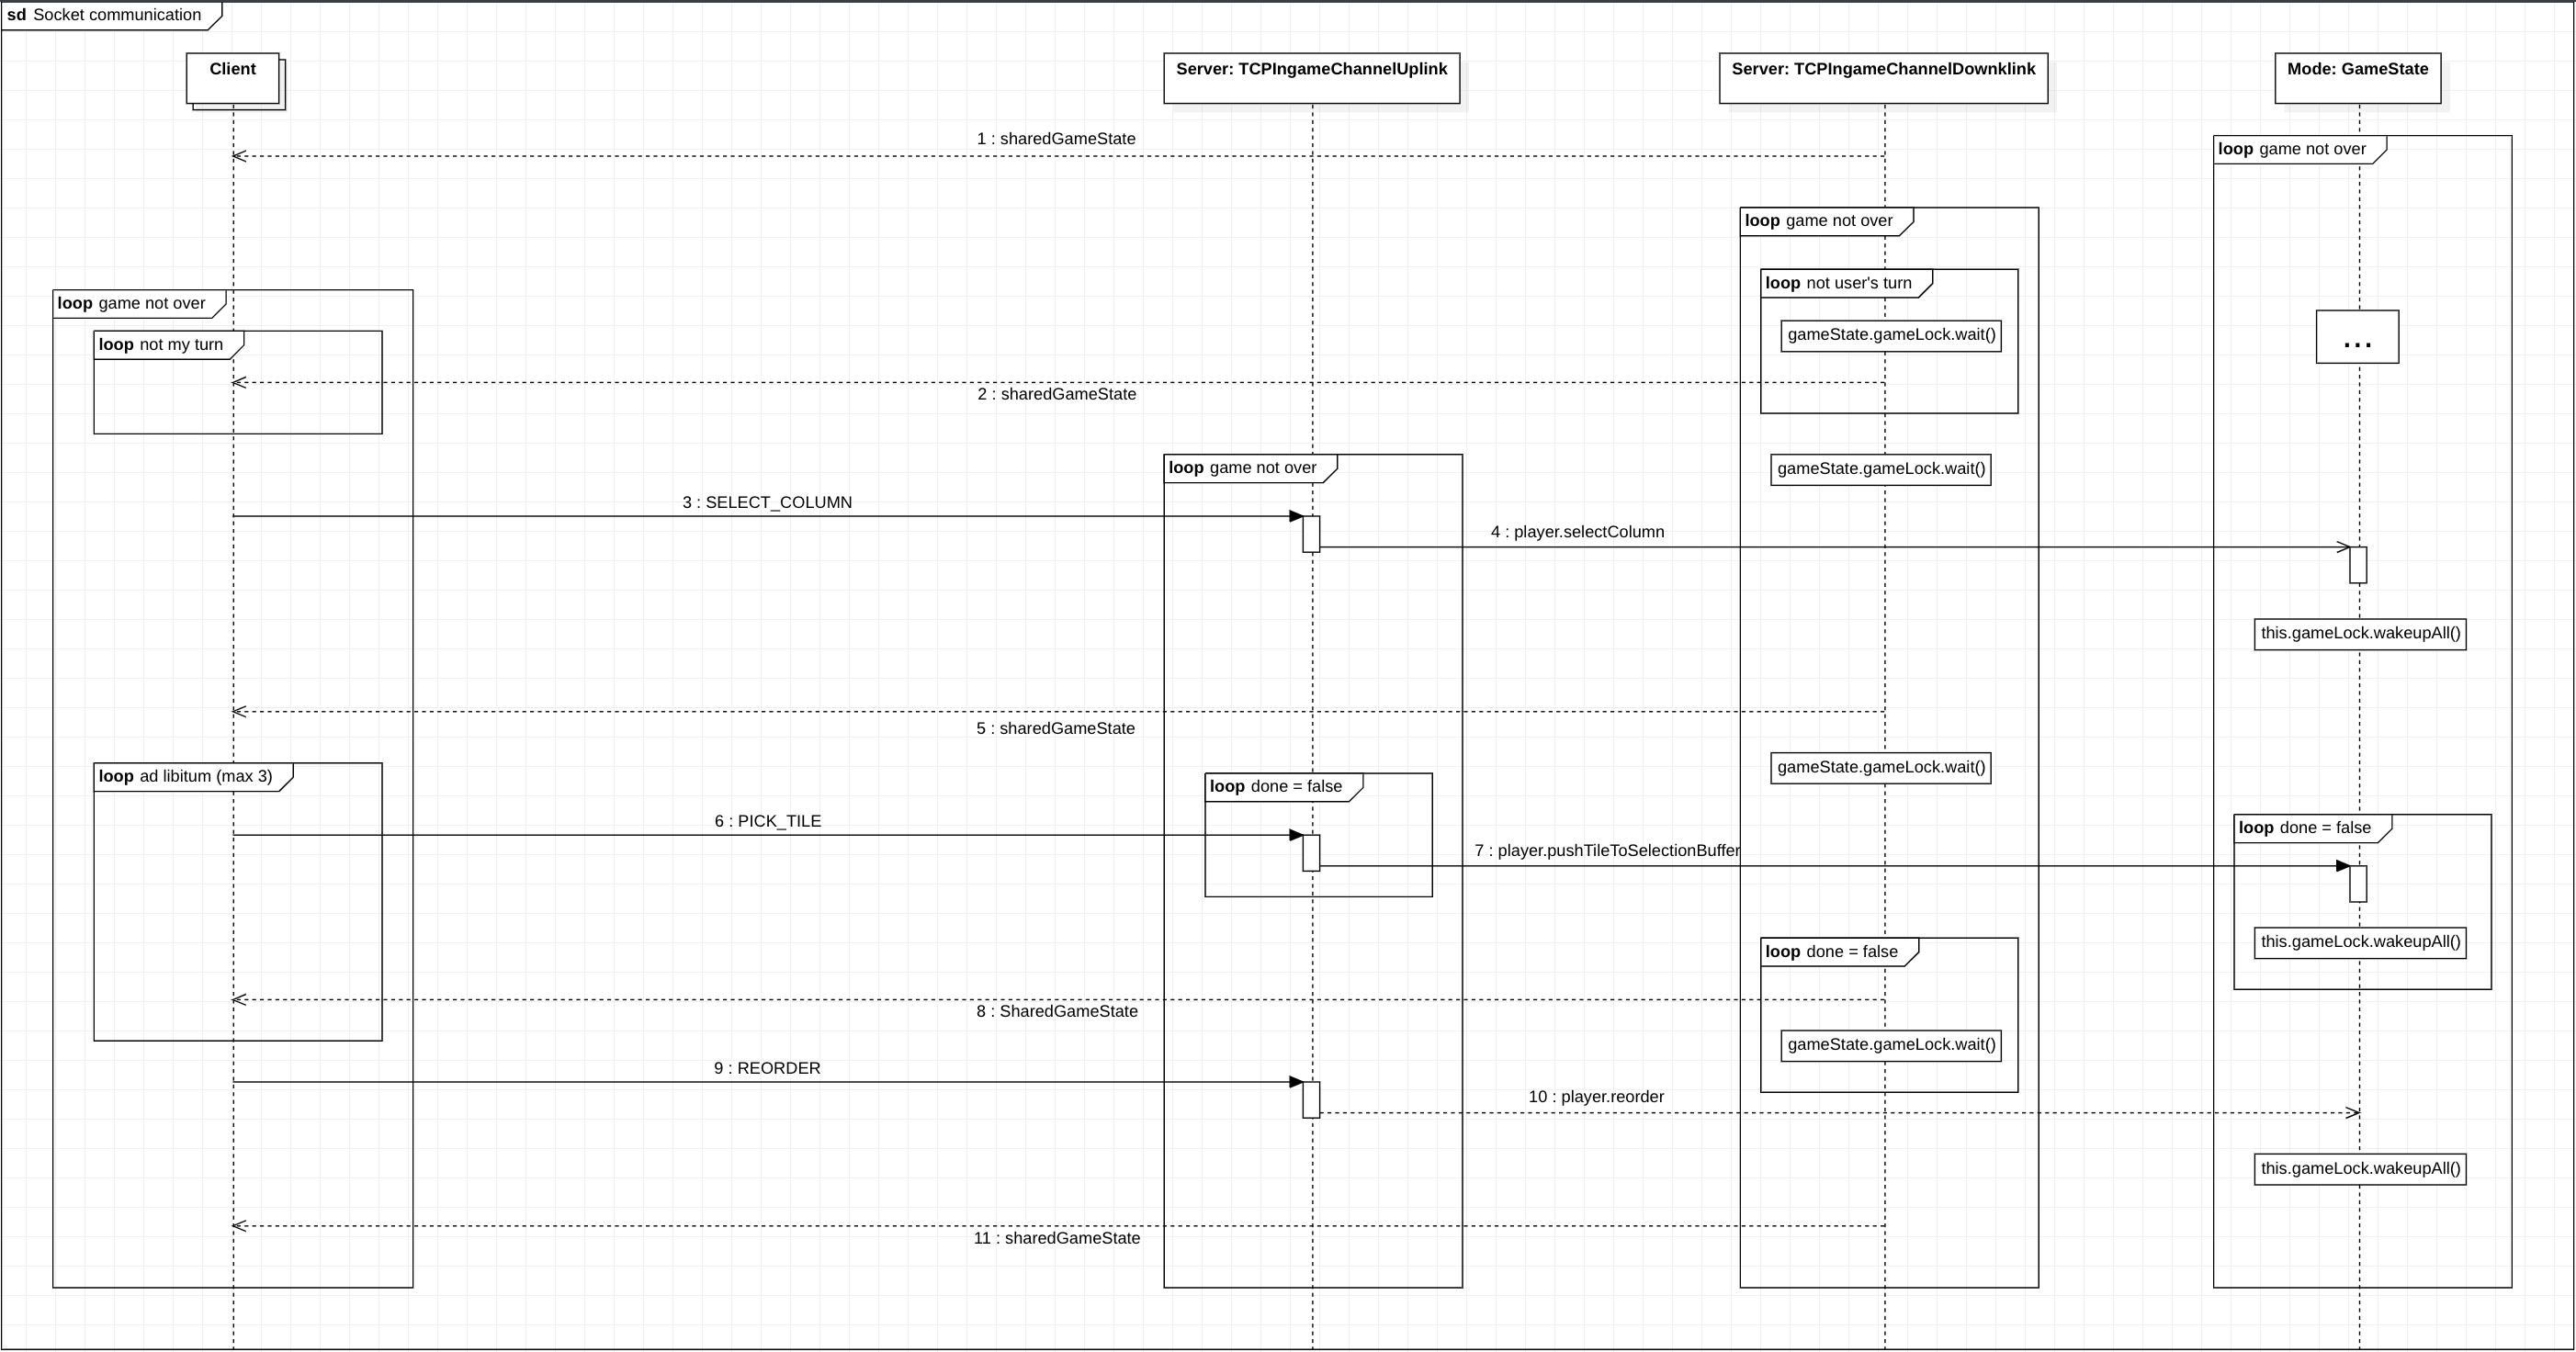 sd Socket communication
Client
Server: TCPIngameChannelUplink
Server: TCPIngameChannelDownklink
Mode: GameState
1 : sharedGameState
loop game not over
loop game not over
loop not user's turn
loop game not over
gameState.gameLock.wait()
...
loop not my turn
2 : sharedGameState
loop game not over
gameState.gameLock.wait()
3 : SELECT_COLUMN
4 : player.selectColumn
this.gameLock.wakeupAll()
5 : sharedGameState
loop ad libitum (max 3)
gameState.gameLock.wait()
loop done = false
6 : PICK_TILE
loop done = false
7 : player.pushTileToSelectionBuffer
this.gameLock.wakeupAll()
loop done = false
8 : SharedGameState
gameState.gameLock.wait()
9 : REORDER
10 : player.reorder
this.gameLock.wakeupAll()
11 : sharedGameState